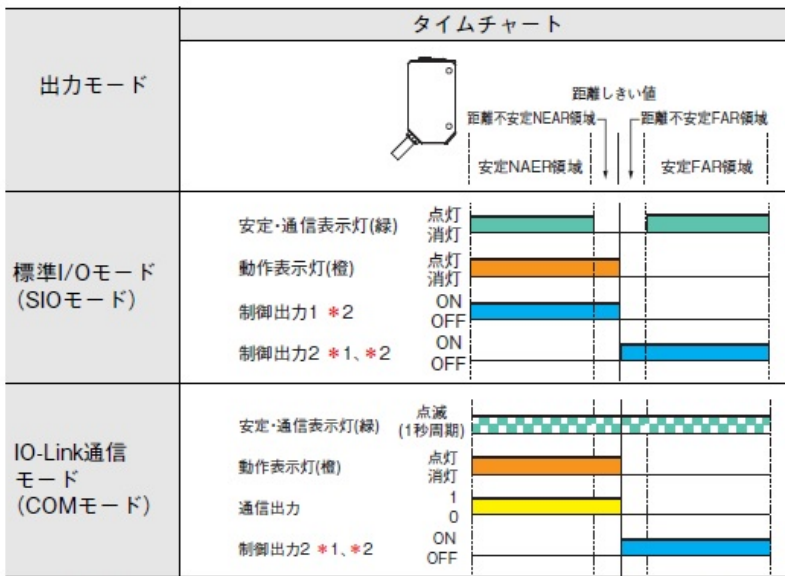 タイムチャート
出力モード
距離しきい値
距離不安定NEAR領域 距離不安定FAR領域
安定NAER領域 安定FAR領域
標準I/Oモード
(SIOモード)
安定・通信表示灯(緑) 点灯
消灯
動作表示灯(橙) 点灯
消灯
制御出力1 *2 ON
OFF
制御出力2 *1、*2 ON
OFF
IO-Link通信
モード
(COMモード)
安定・通信表示灯(緑) 点滅
(1秒周期)
動作表示灯(橙) 点灯
消灯
通信出力 1
0
制御出力2 *1、*2 ON
OFF